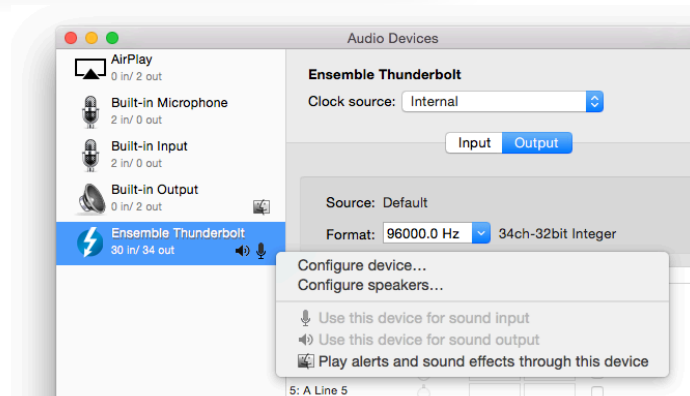 Audio Devices
AirPlay
0 in/ 2 out
Built-in Microphone
2 in/ 0 out
Built-in Input
2 in/ 0 out
Built-in Output
0 in/ 2 out
Ensemble Thunderbolt
30 in/ 34 out
Ensemble Thunderbolt
Clock source: Internal
Input Output
Source: Default
Format: 96000.0 Hz 34ch-32bit Integer
Configure device...
Configure speakers...
Use this device for sound input
Use this device for sound output
Play alerts and sound effects through this device
5: A Line 5